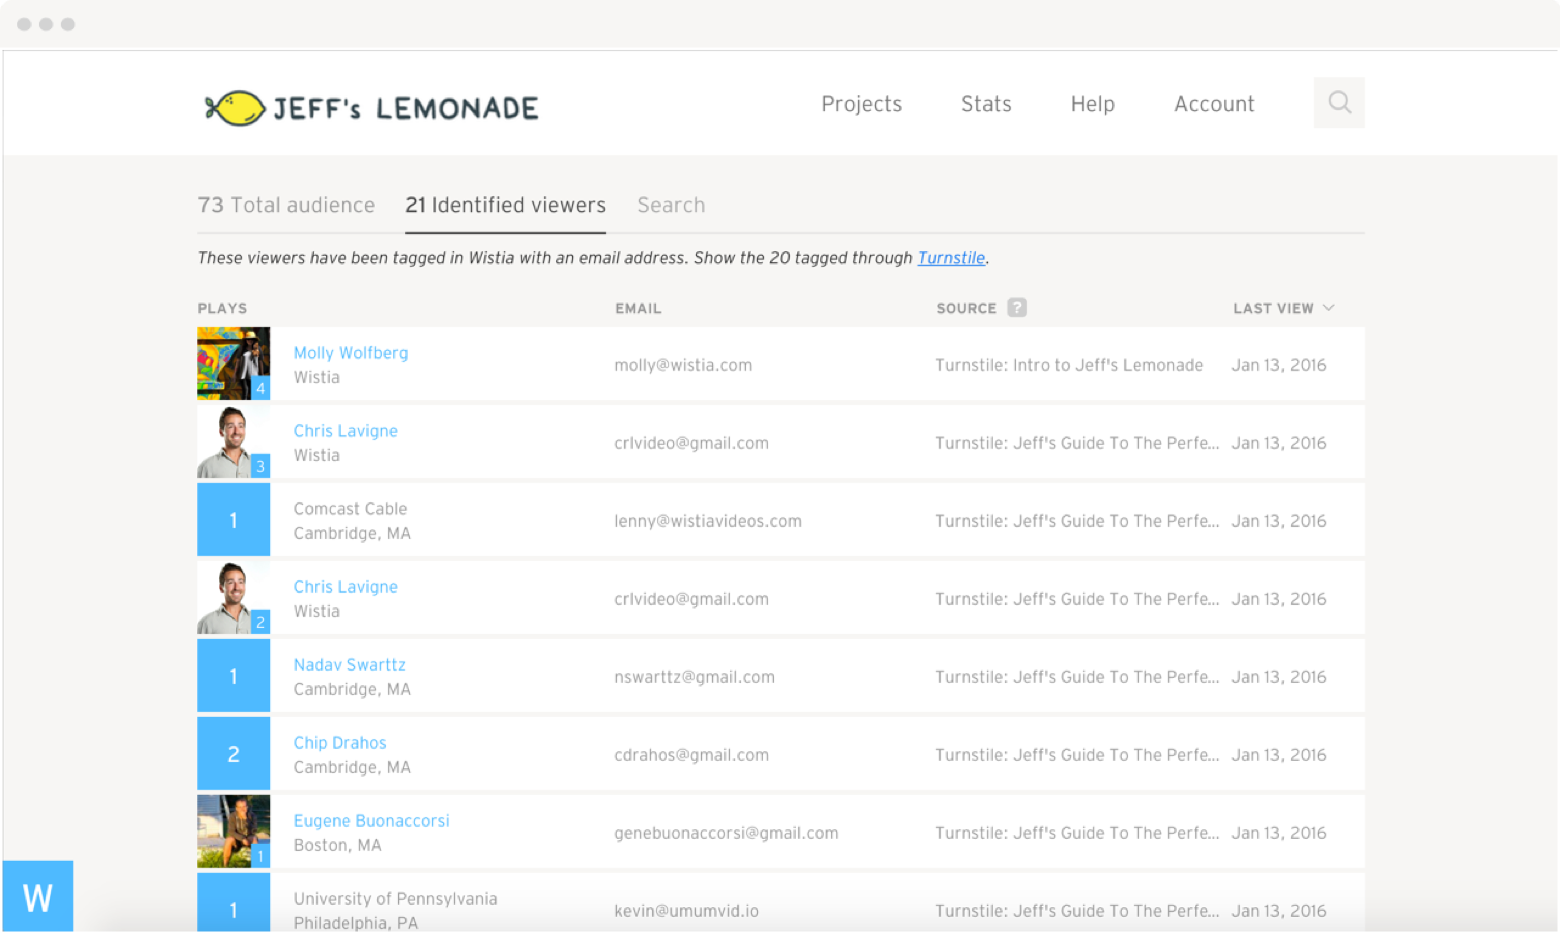 JEFF's LEMONADE
Projects Stats Help Account
73 Total audience 21 Identified viewers Search
These viewers have been tagged in Wistia with an email address. Show the 20 tagged through Turnstile.
PLAYS EMAIL SOURCE ? LAST VIEW
Molly Wolfberg
4 Wistia molly@wistia.com Turnstile: Intro to Jeff's Lemonade Jan 13, 2016
Chris Lavigne
3 Wistia crlvideo@gmail.com Turnstile: Jeff's Guide To The Perfe... Jan 13, 2016
1 Comcast Cable
Cambridge, MA lenny@wistiavideos.com Turnstile: Jeff's Guide To The Perfe... Jan 13, 2016
Chris Lavigne
2 Wistia crlvideo@gmail.com Turnstile: Jeff's Guide To The Perfe... Jan 13, 2016
1 Nadav Swarttz
Cambridge, MA nswarttz@gmail.com Turnstile: Jeff's Guide To The Perfe... Jan 13, 2016
2 Chip Drahos
Cambridge, MA cdrahos@gmail.com Turnstile: Jeff's Guide To The Perfe... Jan 13, 2016
Eugene Buonaccorsi
1 Boston, MA genebuonaccorsi@gmail.com Turnstile: Jeff's Guide To The Perfe... Jan 13, 2016
1 University of Pennsylvania
Philadelphia, PA kevin@umumvid.io Turnstile: Jeff's Guide To The Perfe... Jan 13, 2016
W